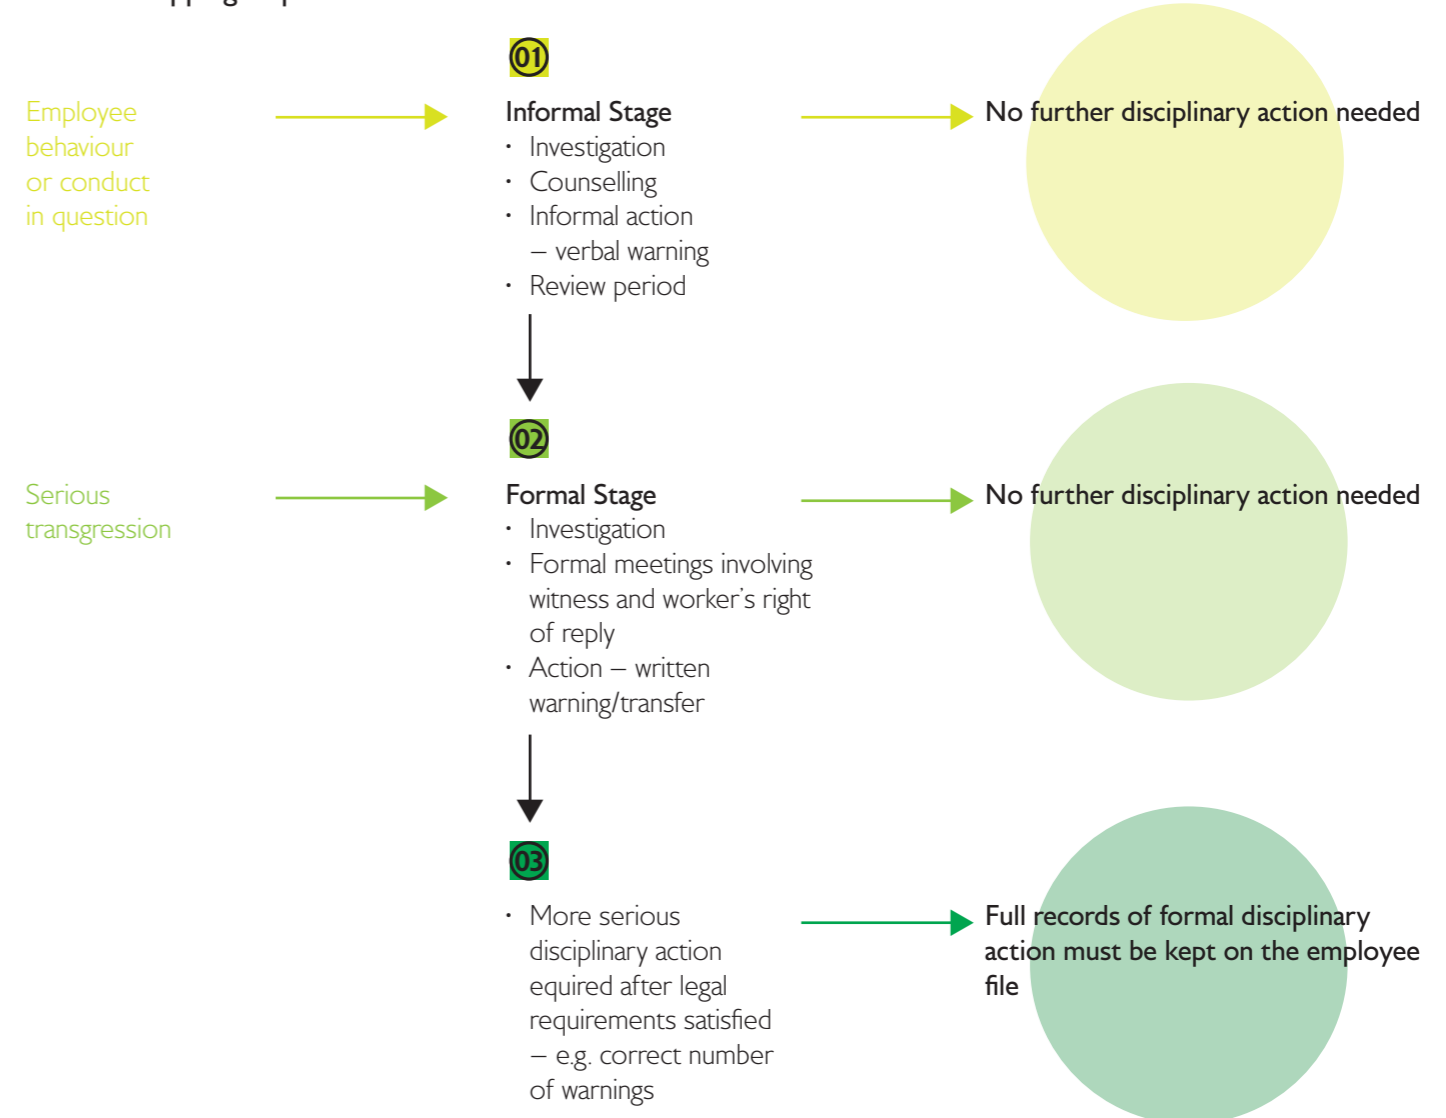 01
Employee
behaviour
or conduct
in question
Informal Stage
· Investigation
· Counselling
· Informal action
– verbal warning
· Review period
No further disciplinary action needed
02
Serious
transgression
Formal Stage
· Investigation
· Formal meetings involving
witness and worker's right
of reply
· Action – written
warning/transfer
No further disciplinary action needed
03
· More serious
disciplinary action
equired after legal
requirements satisfied
– e.g. correct number
of warnings
Full records of formal disciplinary
action must be kept on the employee
file